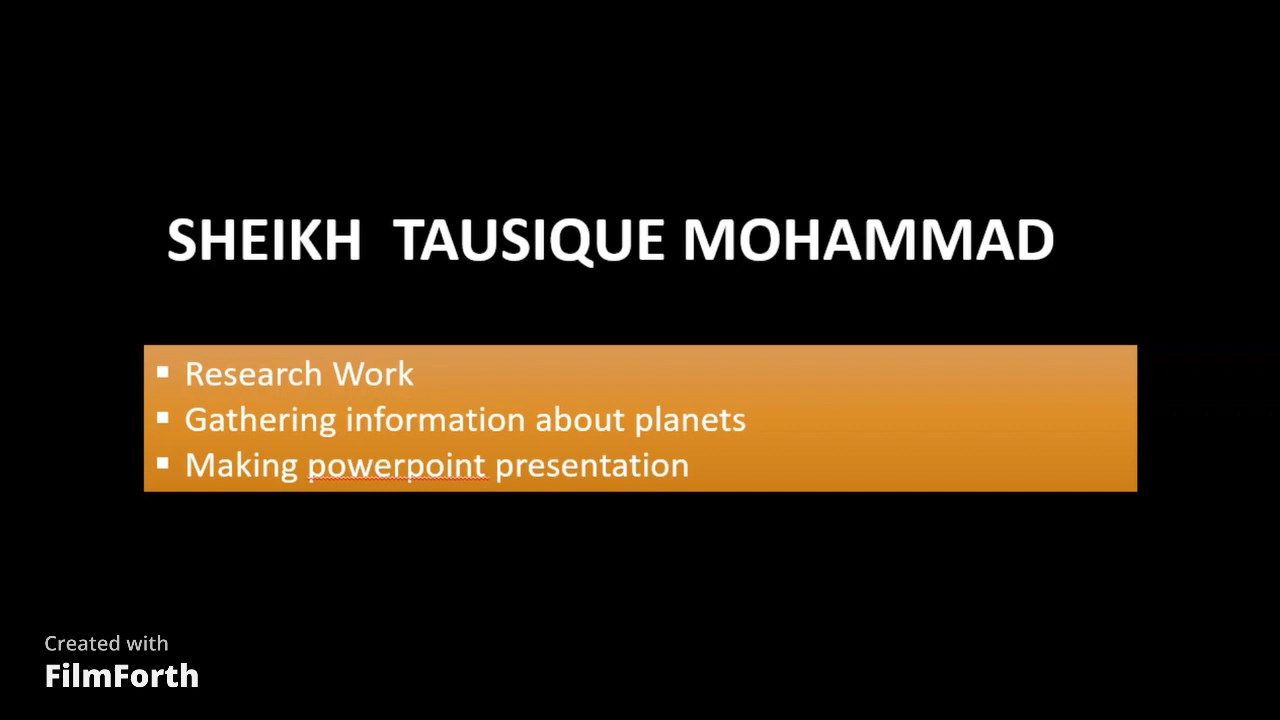 SHEIKH TAUSIQUE MOHAMMAD
▪ Research Work
▪ Gathering information about planets
▪ Making powerpoint presentation
Created with
FilmForth